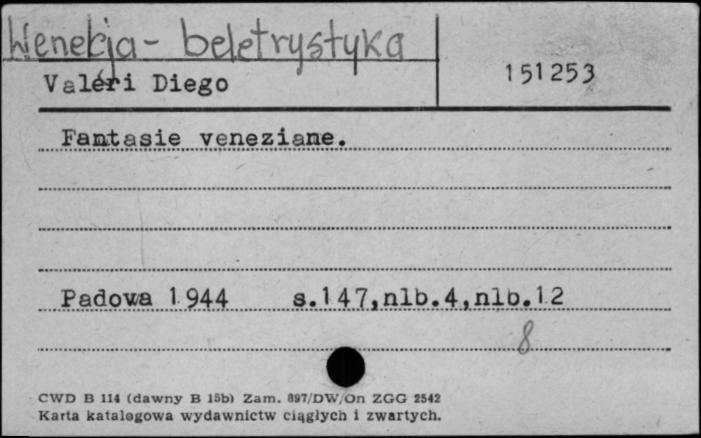 Wenecja - beletrystyka
Valéri Diego
151253
Fantasie veneziane.
Padowa 1944 s.147,nlb.4,nlb.12
8
CWD B 114 (dawny B 15b) Zam. 897/DW/On ZGG 2542
Karta katalogowa wydawnictw ciągłych i zwartych.